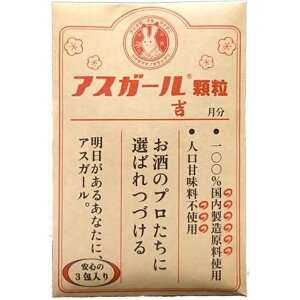 アスガール®顆粒
吉
月分
●一〇〇%国内製造原料使用
●人口甘味料不使用
お酒のプロたちに
選ばれつづける
明日があるあなたに、
アスガール。
安心の
3包入り